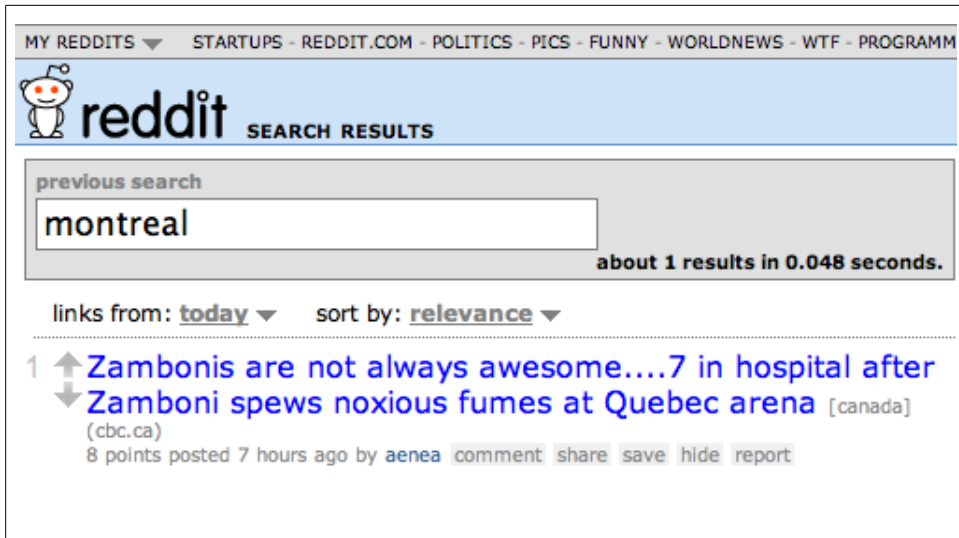 MY REDDITS STARTUPS - REDDIT.COM - POLITICS - PICS - FUNNY - WORLDNEWS - WTF - PROGRAMM
reddit SEARCH RESULTS
previous search
montreal
about 1 results in 0.048 seconds.
links from: today sort by: relevance
1 Zambonis are not always awesome....7 in hospital after
Zamboni spews noxious fumes at Quebec arena [canada]
(cbc.ca)
8 points posted 7 hours ago by aenea comment share save hide report